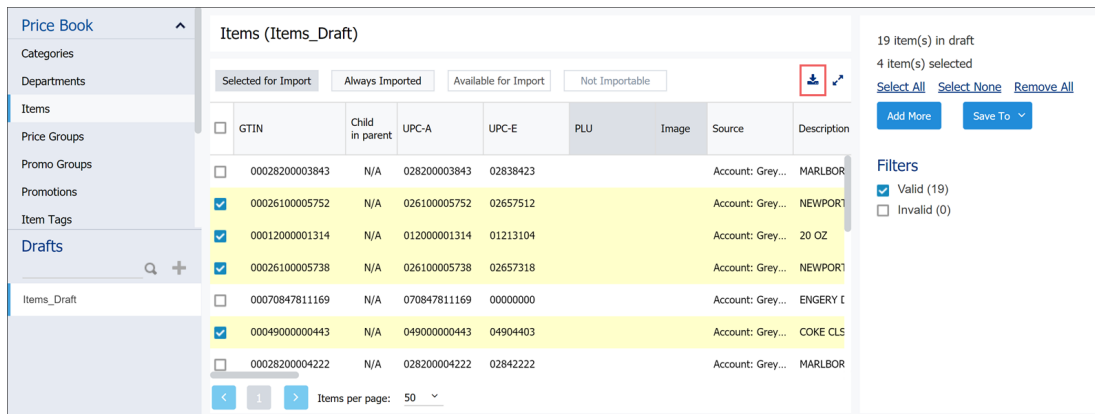 Price Book
Categories
Departments
Items
Price Groups
Promo Groups
Promotions
Item Tags
Drafts
Items_Draft
Items (Items_Draft)
Selected for Import Always Imported Available for Import Not Importable
GTIN Child in parent UPC-A UPC-E PLU Image Source Description
00028200003843 N/A 028200003843 02838423 Account: Grey... MARLBOR
00026100005752 N/A 026100005752 02657512 Account: Grey... NEWPORT
00012000001314 N/A 012000001314 01213104 Account: Grey... 20 OZ
00026100005738 N/A 026100005738 02657318 Account: Grey... NEWPORT
00070847811169 N/A 070847811169 00000000 Account: Grey... ENGERY D
00049000000443 N/A 049000000443 04904403 Account: Grey... COKE CLS
00028200004222 N/A 028200004222 02842222 Account: Grey... MARLBOR
< 1 > Items per page: 50
19 item(s) in draft
4 item(s) selected
Select All Select None Remove All
Add More Save To
Filters
Valid (19)
Invalid (0)